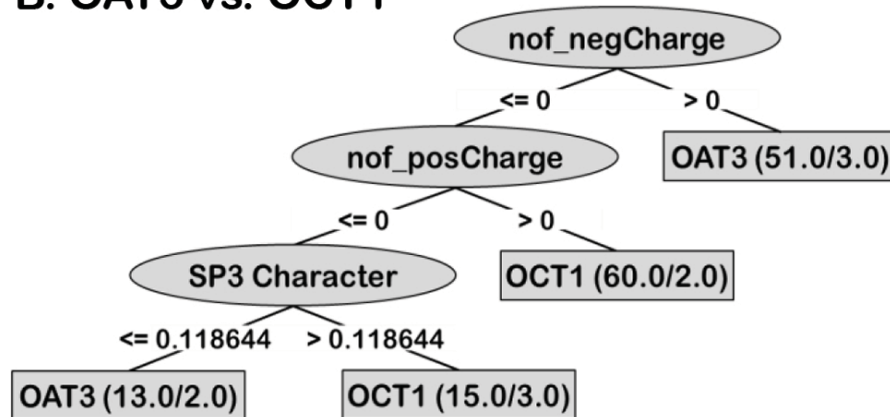 B. OAT3 vs. OCT1
nof_negCharge
<= 0 > 0
nof_posCharge
OAT3 (51.0/3.0)
<= 0 > 0
SP3 Character
OCT1 (60.0/2.0)
<= 0.118644 > 0.118644
OAT3 (13.0/2.0)
OCT1 (15.0/3.0)